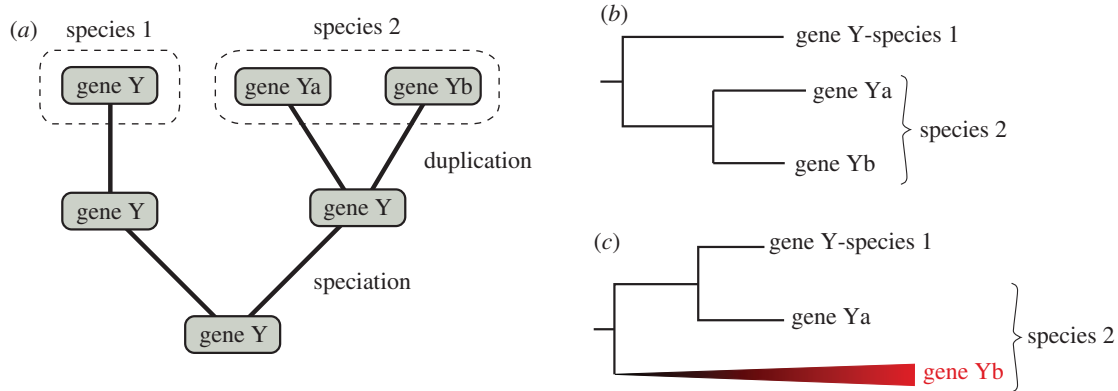 (a)
species 1
species 2
gene Y
gene Ya
gene Yb
duplication
gene Y
gene Y
speciation
gene Y
(b)
gene Y-species 1
gene Ya
species 2
gene Yb
(c)
gene Y-species 1
gene Ya
species 2
gene Yb